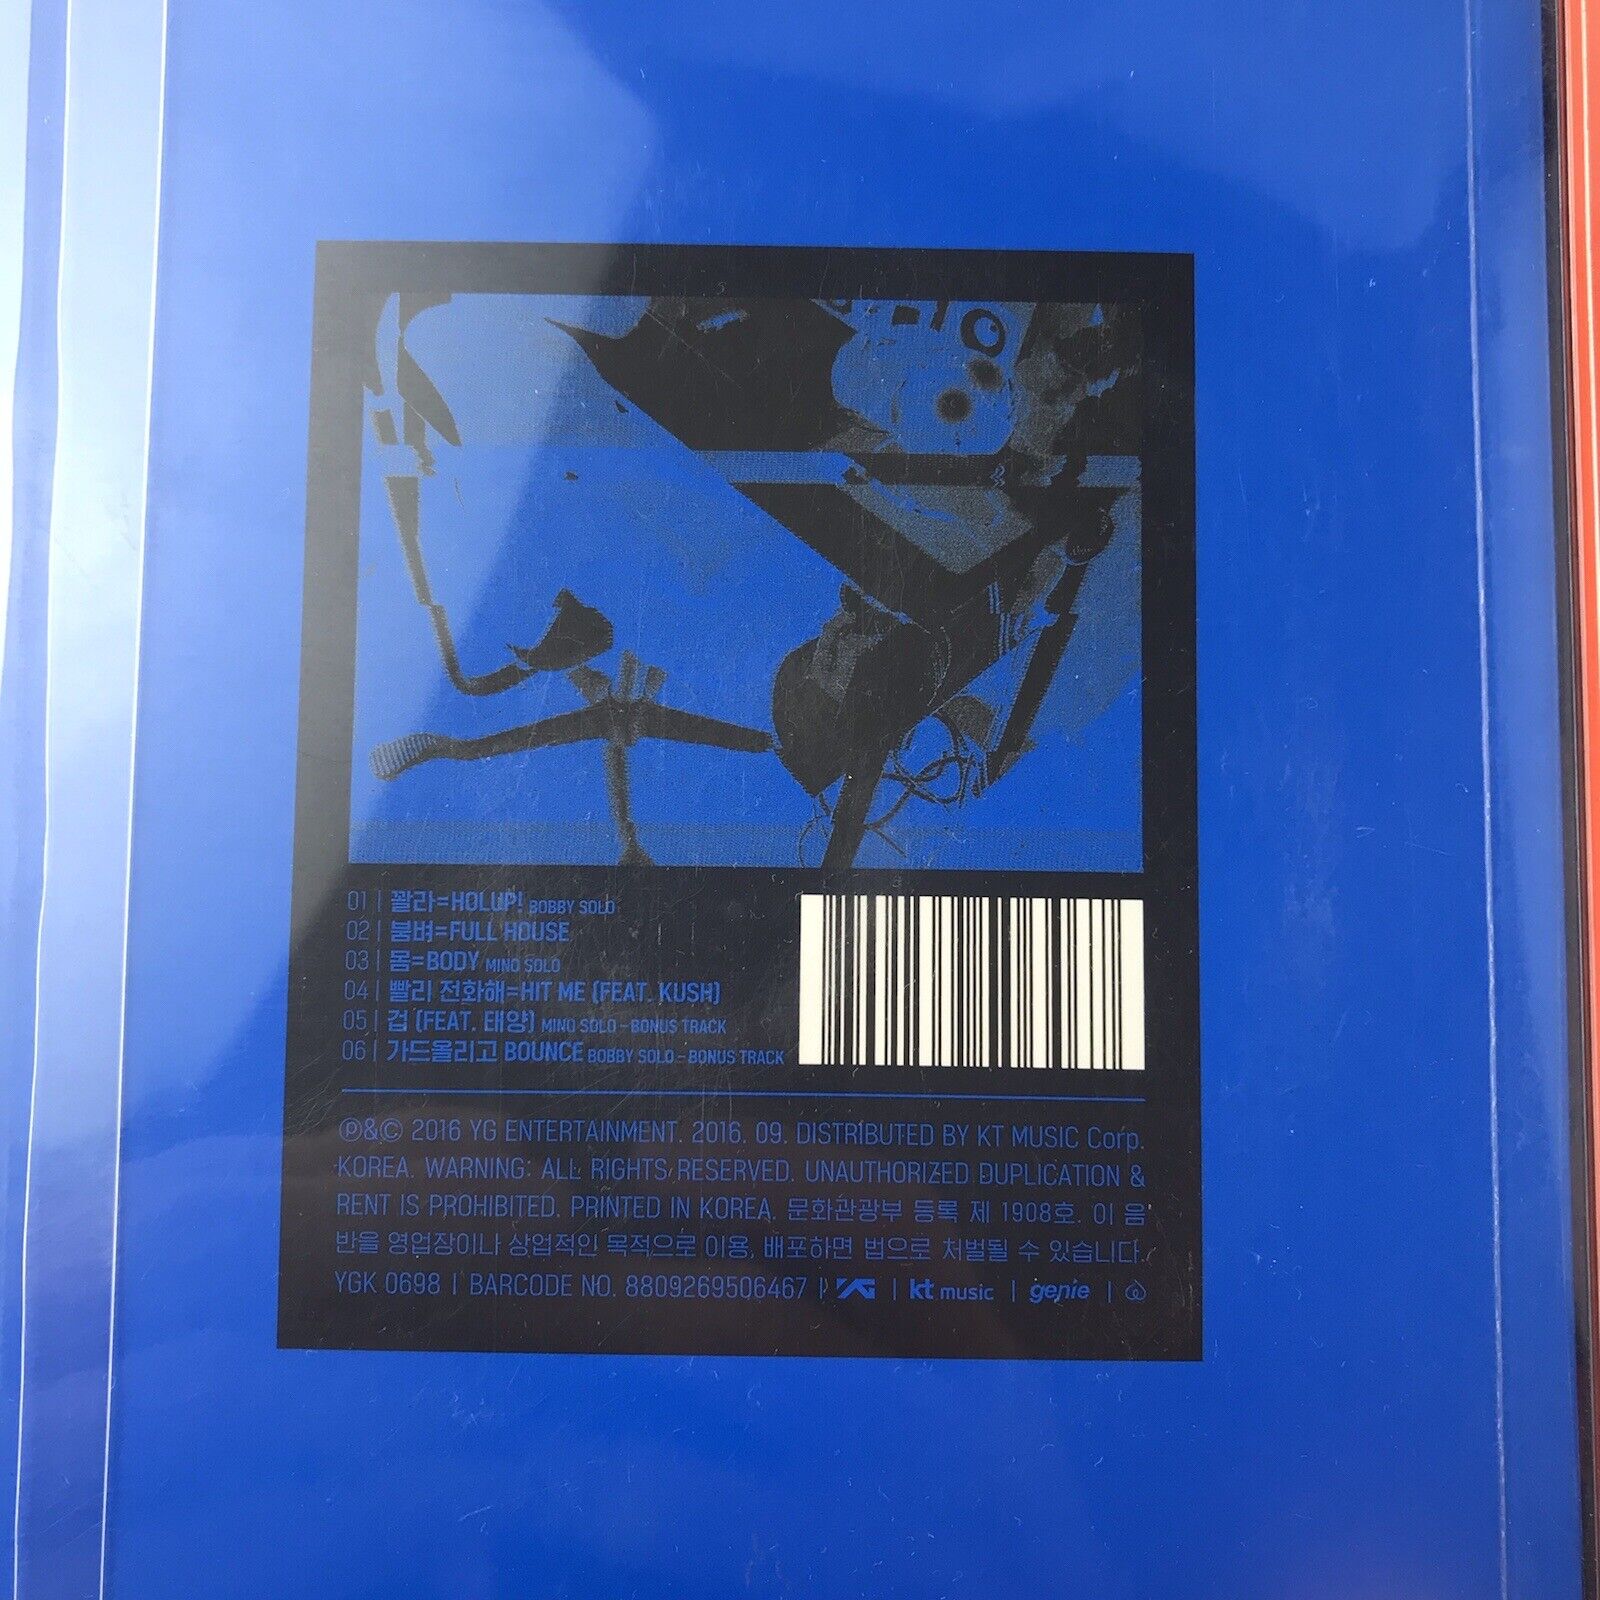 01 | 꽐라=HOLUP! BOBBY SOLO
02 | 붐벼=FULL HOUSE
03 | 몸=BODY MINO SOLO
04 | 빨리 전화해=HIT ME (FEAT. KUSH)
05 | 겁 (FEAT. 태양) MINO SOLO - BONUS TRACK
06 | 가드올리고 BOUNCE BOBBY SOLO - BONUS TRACK
℗&© 2016 YG ENTERTAINMENT. 2016. 09. DISTRIBUTED BY KT MUSIC Corp.
KOREA. WARNING: ALL RIGHTS RESERVED. UNAUTHORIZED DUPLICATION &
RENT IS PROHIBITED. PRINTED IN KOREA. 문화관광부 등록 제 1908호. 이 음
반을 영업장이나 상업적인 목적으로 이용, 배포하면 법으로 처벌될 수 있습니다.
YGK 0698 | BARCODE NO. 8809269506467 | YG | kt music | genie |